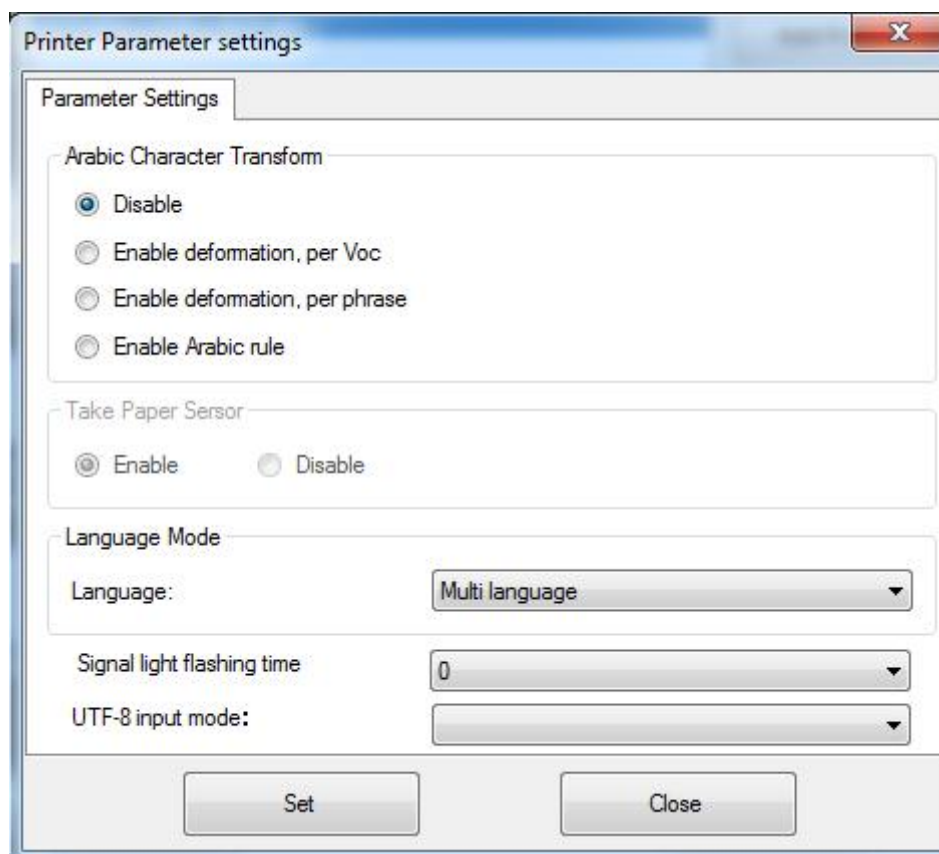 Printer Parameter settings
Parameter Settings
Arabic Character Transform
Disable
Enable deformation, per Voc
Enable deformation, per phrase
Enable Arabic rule
Take Paper Sersor
Enable Disable
Language Mode
Language: Multi language
Signal light flashing time 0
UTF-8 input mode:
Set Close